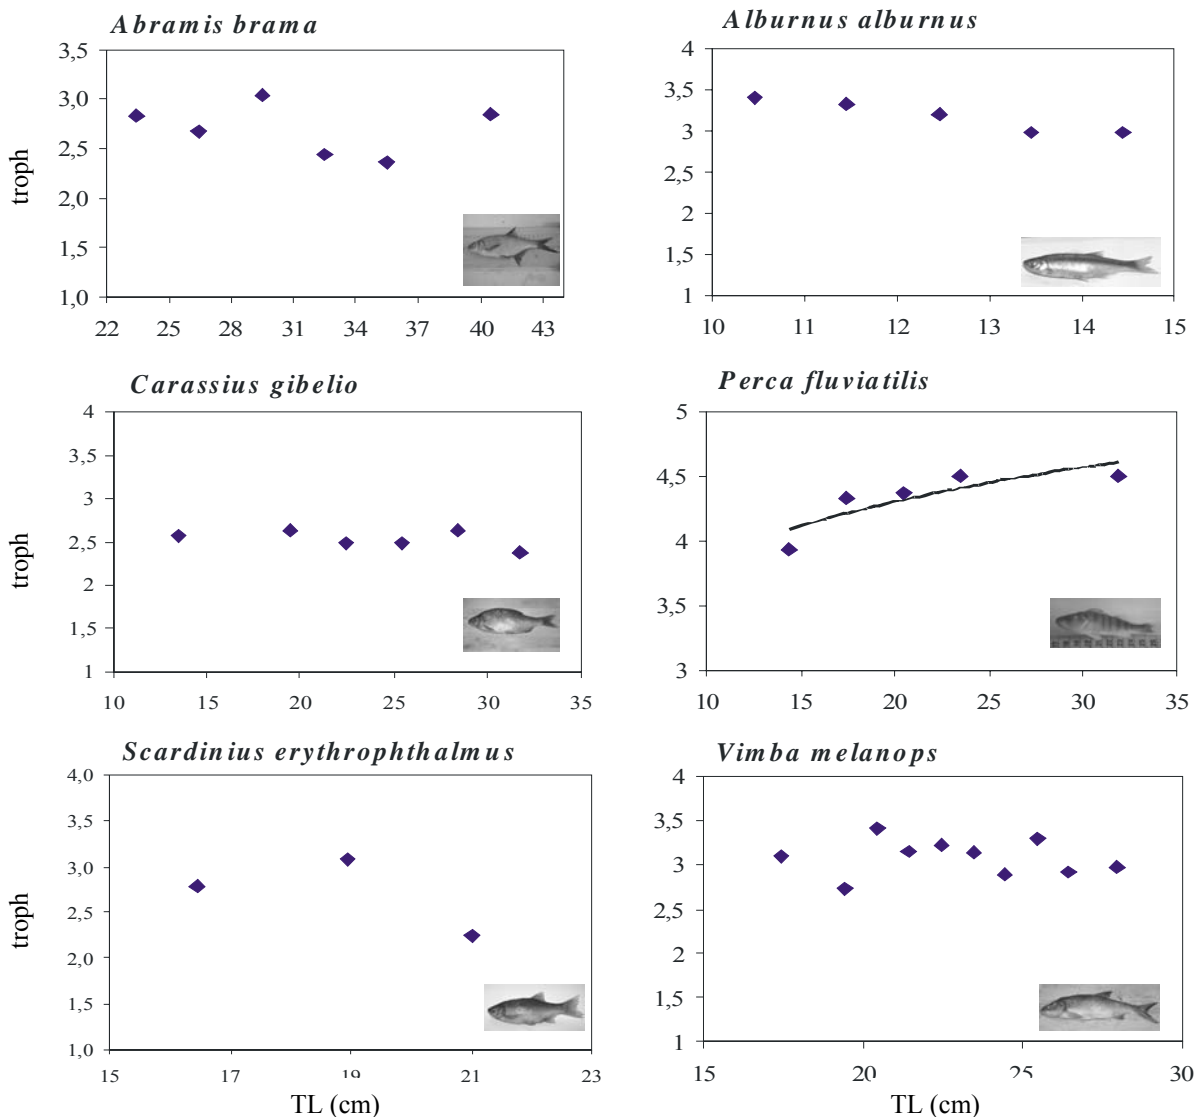 Abramis brama
3,5
3,0
2,5
2,0
1,5
1,0
troph
22 25 28 31 34 37 40 43
Alburnus alburnus
4
3,5
3
2,5
2
1,5
1
10 11 12 13 14 15
Carassius gibelio
4
3,5
3
2,5
2
1,5
1
troph
10 15 20 25 30 35
Perca fluviatilis
5
4,5
4
3,5
3
10 15 20 25 30 35
Scardinius erythrophthalmus
4,0
3,5
3,0
2,5
2,0
1,5
1,0
troph
15 17 19 21 23
TL (cm)
Vimba melanops
4
3,5
3
2,5
2
1,5
1
15 20 25 30
TL (cm)